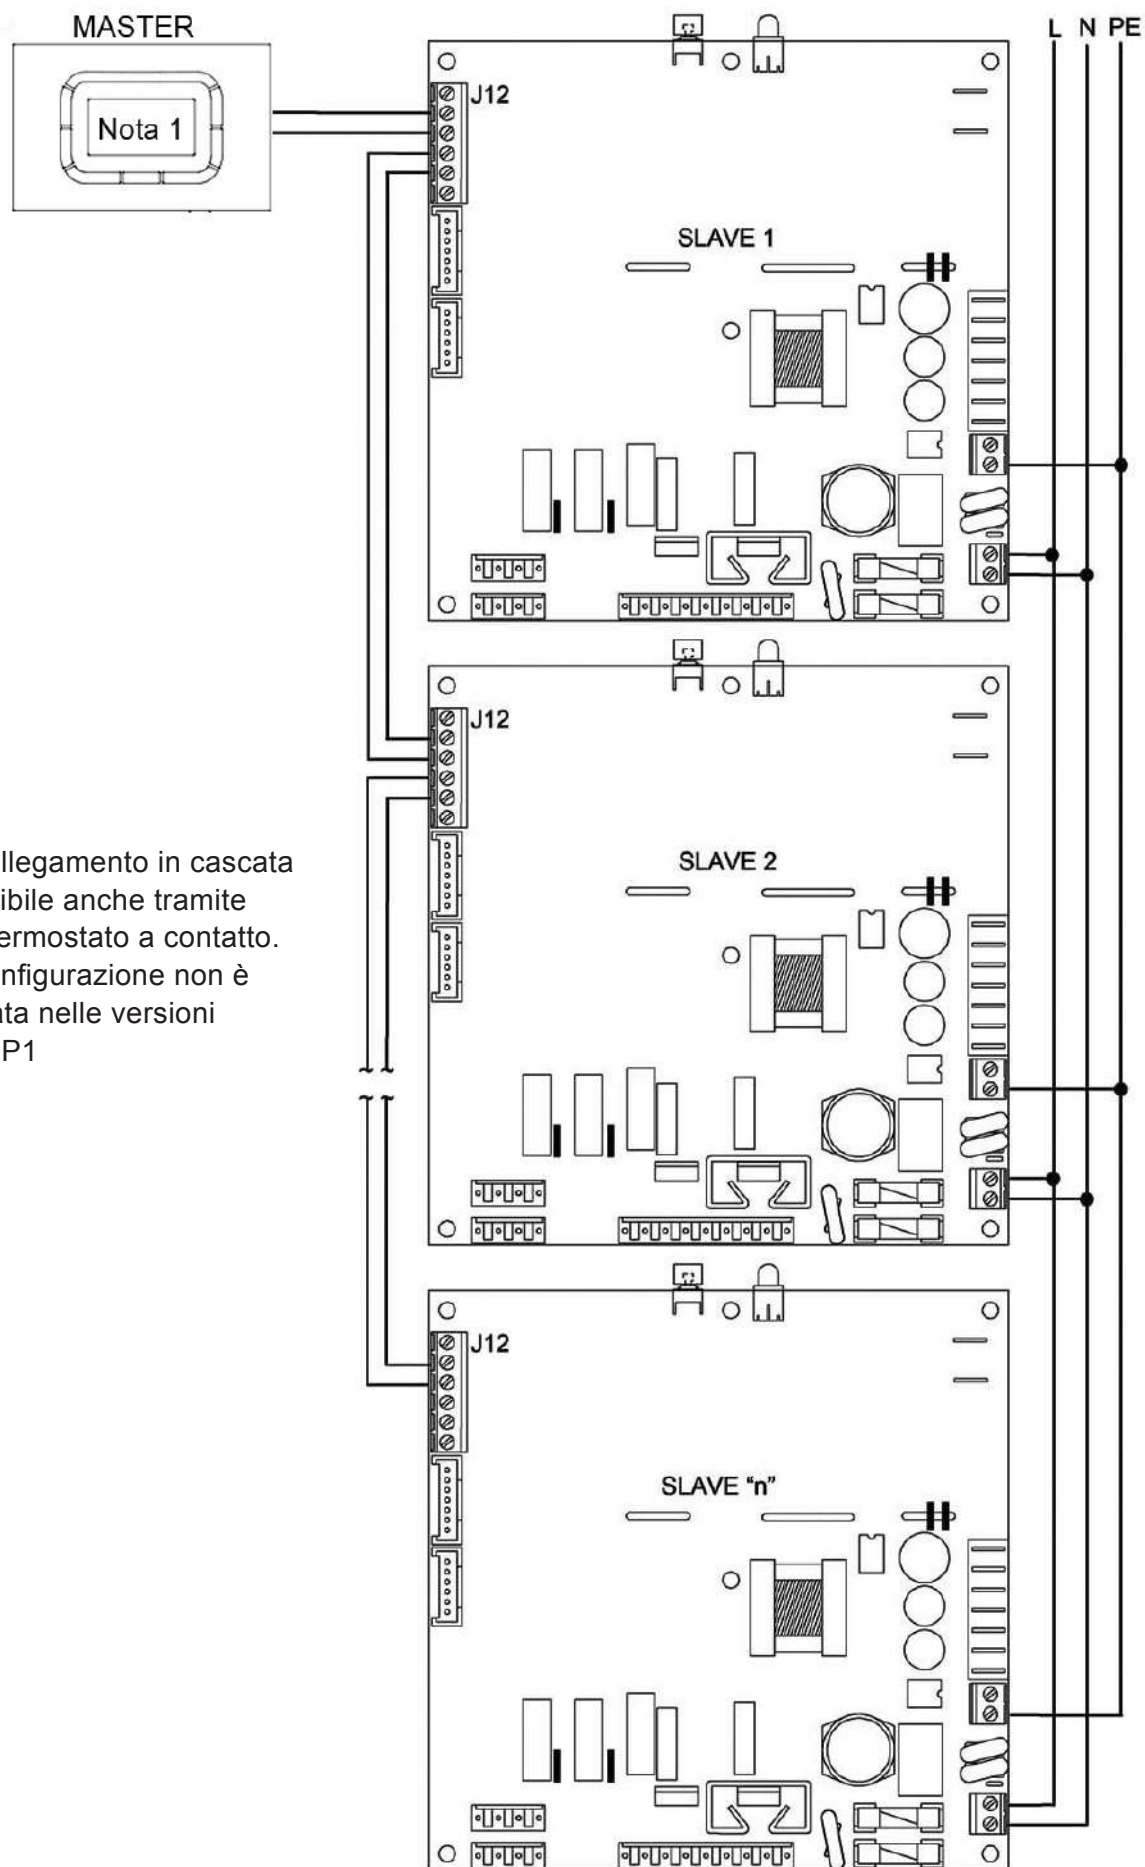 MASTER
L N PE
Nota 1
J12
SLAVE 1
J12
SLAVE 2
llegamento in cascata
ibile anche tramite
ermostato a contatto.
nfigurazione non è
ata nelle versioni
P1
J12
SLAVE “n”